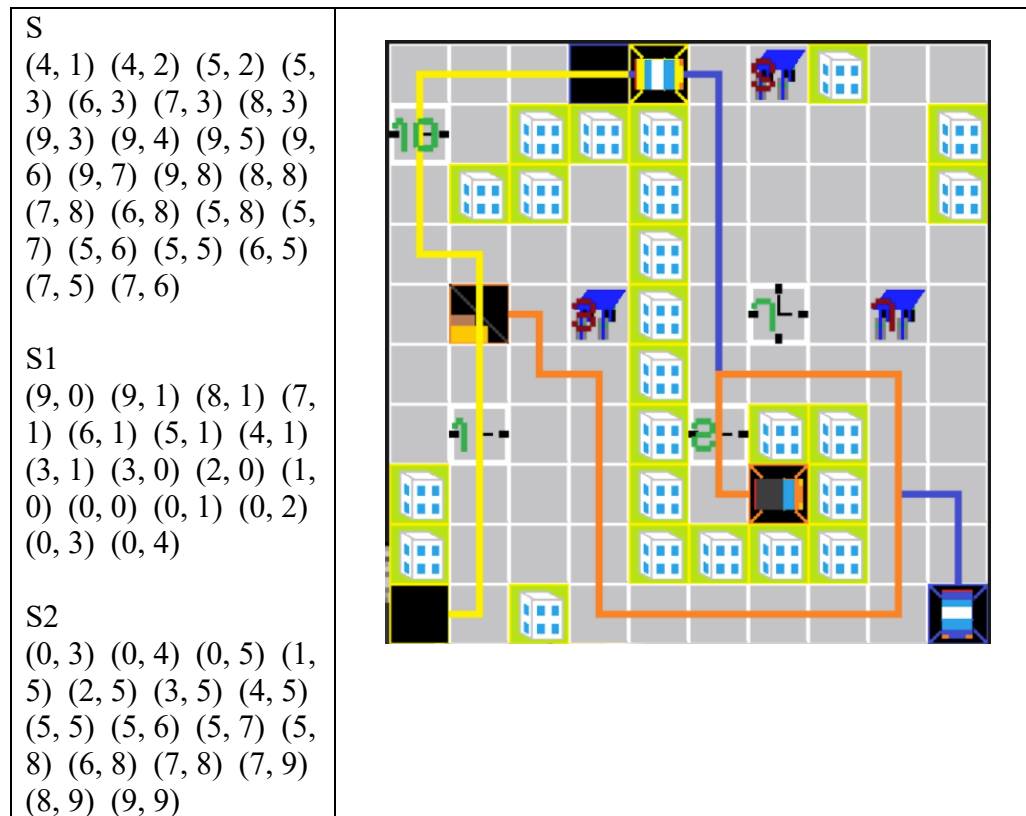 S
(4, 1) (4, 2) (5, 2) (5,
3) (6, 3) (7, 3) (8, 3)
(9, 3) (9, 4) (9, 5) (9,
6) (9, 7) (9, 8) (8, 8)
(7, 8) (6, 8) (5, 8) (5,
7) (5, 6) (5, 5) (6, 5)
(7, 5) (7, 6)
S1
(9, 0) (9, 1) (8, 1) (7,
1) (6, 1) (5, 1) (4, 1)
(3, 1) (3, 0) (2, 0) (1,
0) (0, 0) (0, 1) (0, 2)
(0, 3) (0, 4)
S2
(0, 3) (0, 4) (0, 5) (1,
5) (2, 5) (3, 5) (4, 5)
(5, 5) (5, 6) (5, 7) (5,
8) (6, 8) (7, 8) (7, 9)
(8, 9) (9, 9)
10
3
1
1